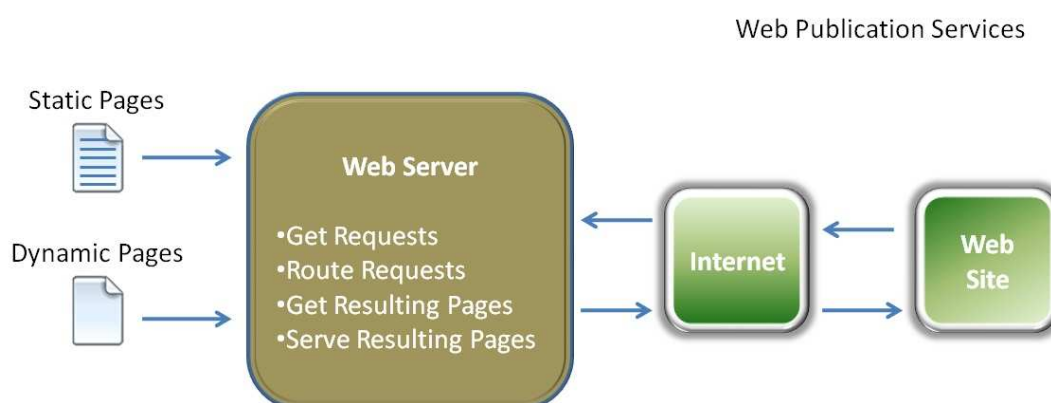 Web Publication Services
Static Pages
Web Server
•Get Requests
•Route Requests
•Get Resulting Pages
•Serve Resulting Pages
Dynamic Pages
Internet
Web
Site